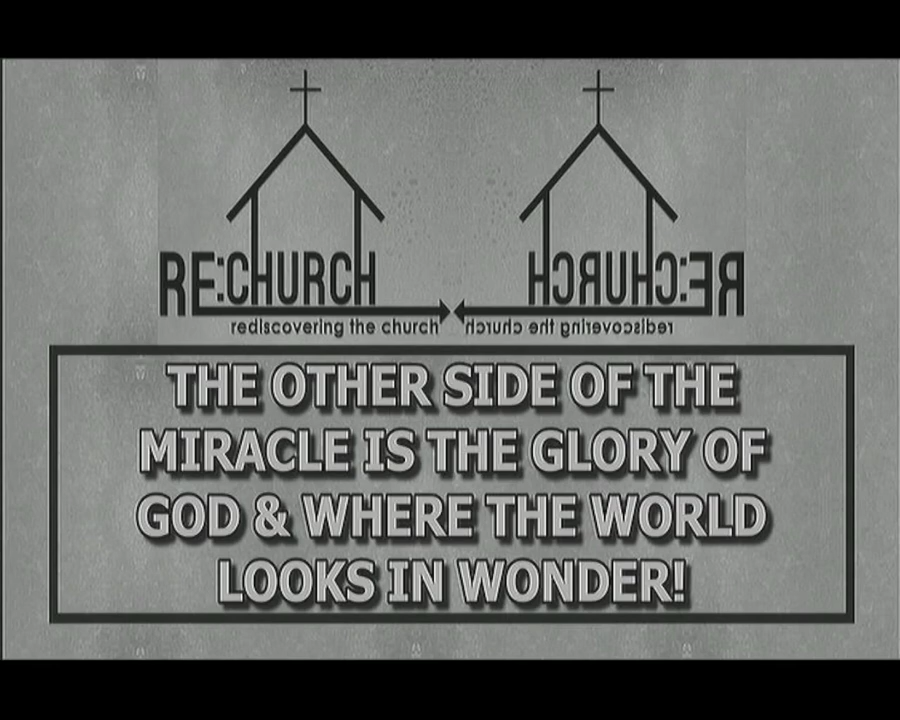 RE:CHURCH RE:CHURCH
rediscovering the church rediscovering the church
THE OTHER SIDE OF THE
MIRACLE IS THE GLORY OF
GOD & WHERE THE WORLD
LOOKS IN WONDER!